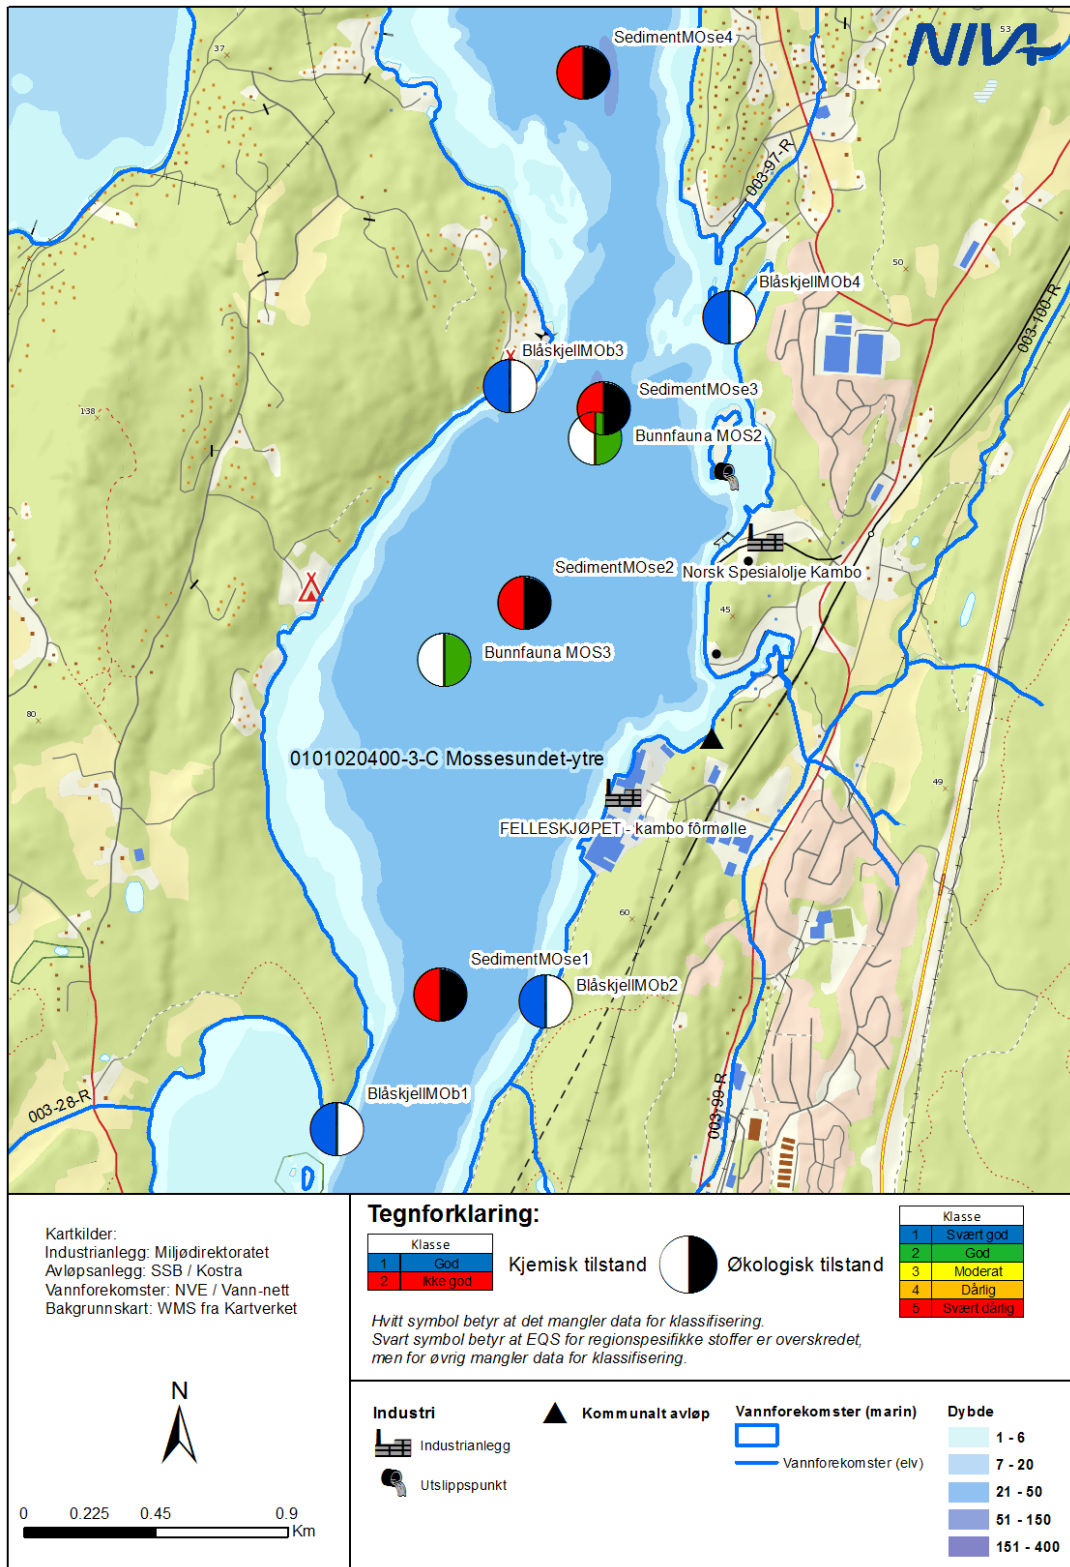 SedimentMOse4
NIVA
53
37
003-97-R
50
BlåskjellMOb4
003-100-R
BlåskjellMOb3
SedimentMOse3
138
Bunnfauna MOS2
SedimentMOse2
Norsk Spesialolje Kambo
45
Bunnfauna MOS3
80
0101020400-3-C Mossesundet-ytre
49
FELLESKJØPET - kambo fôrmølle
60
SedimentMOse1
BlåskjellMOb2
BlåskjellMOb1
003-28-R
003-99-R
Kartkilder:
Industrianlegg: Miljødirektoratet
Avløpsanlegg: SSB / Kostra
Vannforekomster: NVE / Vann-nett
Bakgrunnskart: WMS fra Kartverket
N
0 0.225 0.45 0.9
Km
Tegnforklaring:
Klasse
1 God
2 Ikke god
Kjemisk tilstand
Økologisk tilstand
Klasse
1 Svært god
2 God
3 Moderat
4 Dårlig
5 Svært dårlig
Hvitt symbol betyr at det mangler data for klassifisering.
Svart symbol betyr at EQS for regionspesifikke stoffer er overskredet,
men for øvrig mangler data for klassifisering.
Industri
Industrianlegg
Utslippspunkt
Kommunalt avløp
Vannforekomster (marin)
Vannforekomster (elv)
Dybde
1 - 6
7 - 20
21 - 50
51 - 150
151 - 400